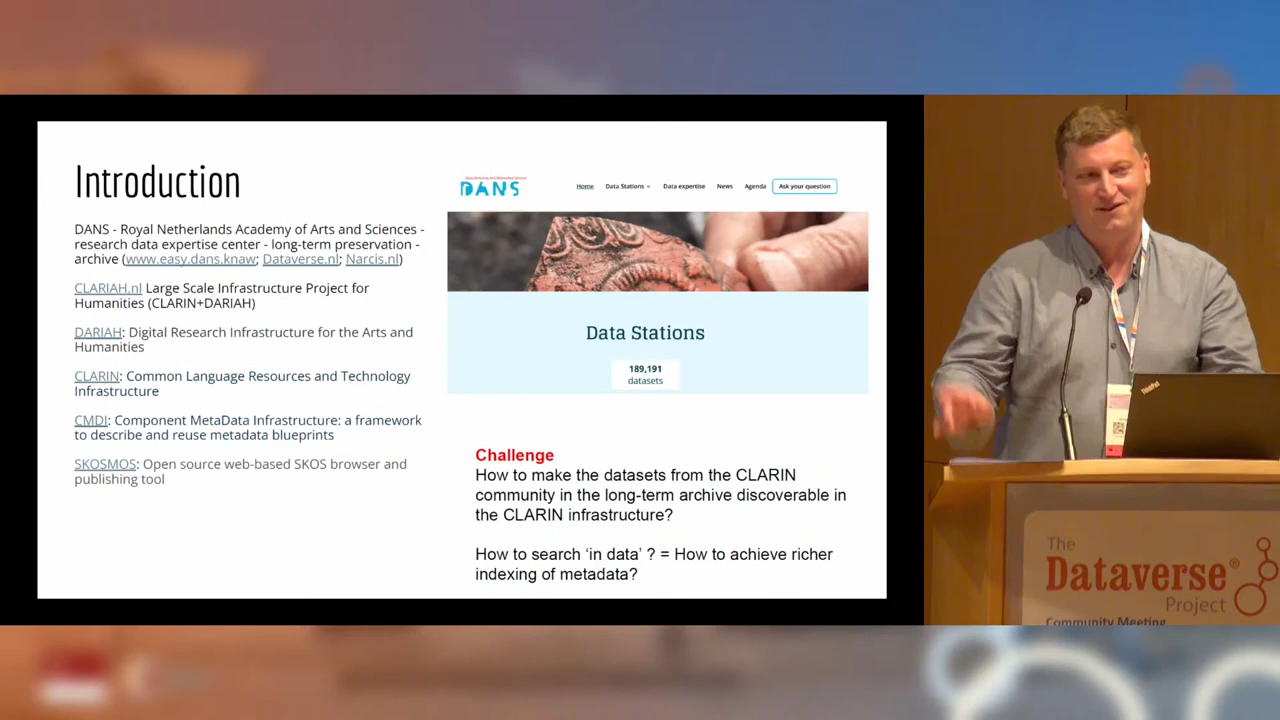 Introduction
DANS - Royal Netherlands Academy of Arts and Sciences -
research data expertise center - long-term preservation -
archive (www.easy.dans.knaw; Dataverse.nl; Narcis.nl)
CLARIAH.nl Large Scale Infrastructure Project for
Humanities (CLARIN+DARIAH)
DARIAH: Digital Research Infrastructure for the Arts and
Humanities
CLARIN: Common Language Resources and Technology
Infrastructure
CMDI: Component MetaData Infrastructure: a framework
to describe and reuse metadata blueprints
SKOSMOS: Open source web-based SKOS browser and
publishing tool
DANS
Home Data Stations Data expertise News Agenda Ask your question
Data Stations
189,191
datasets
Challenge
How to make the datasets from the CLARIN
community in the long-term archive discoverable in
the CLARIN infrastructure?
How to search ‘in data’ ? = How to achieve richer
indexing of metadata?
ThinkPad
The
Dataverse®
Project
Community Meeting